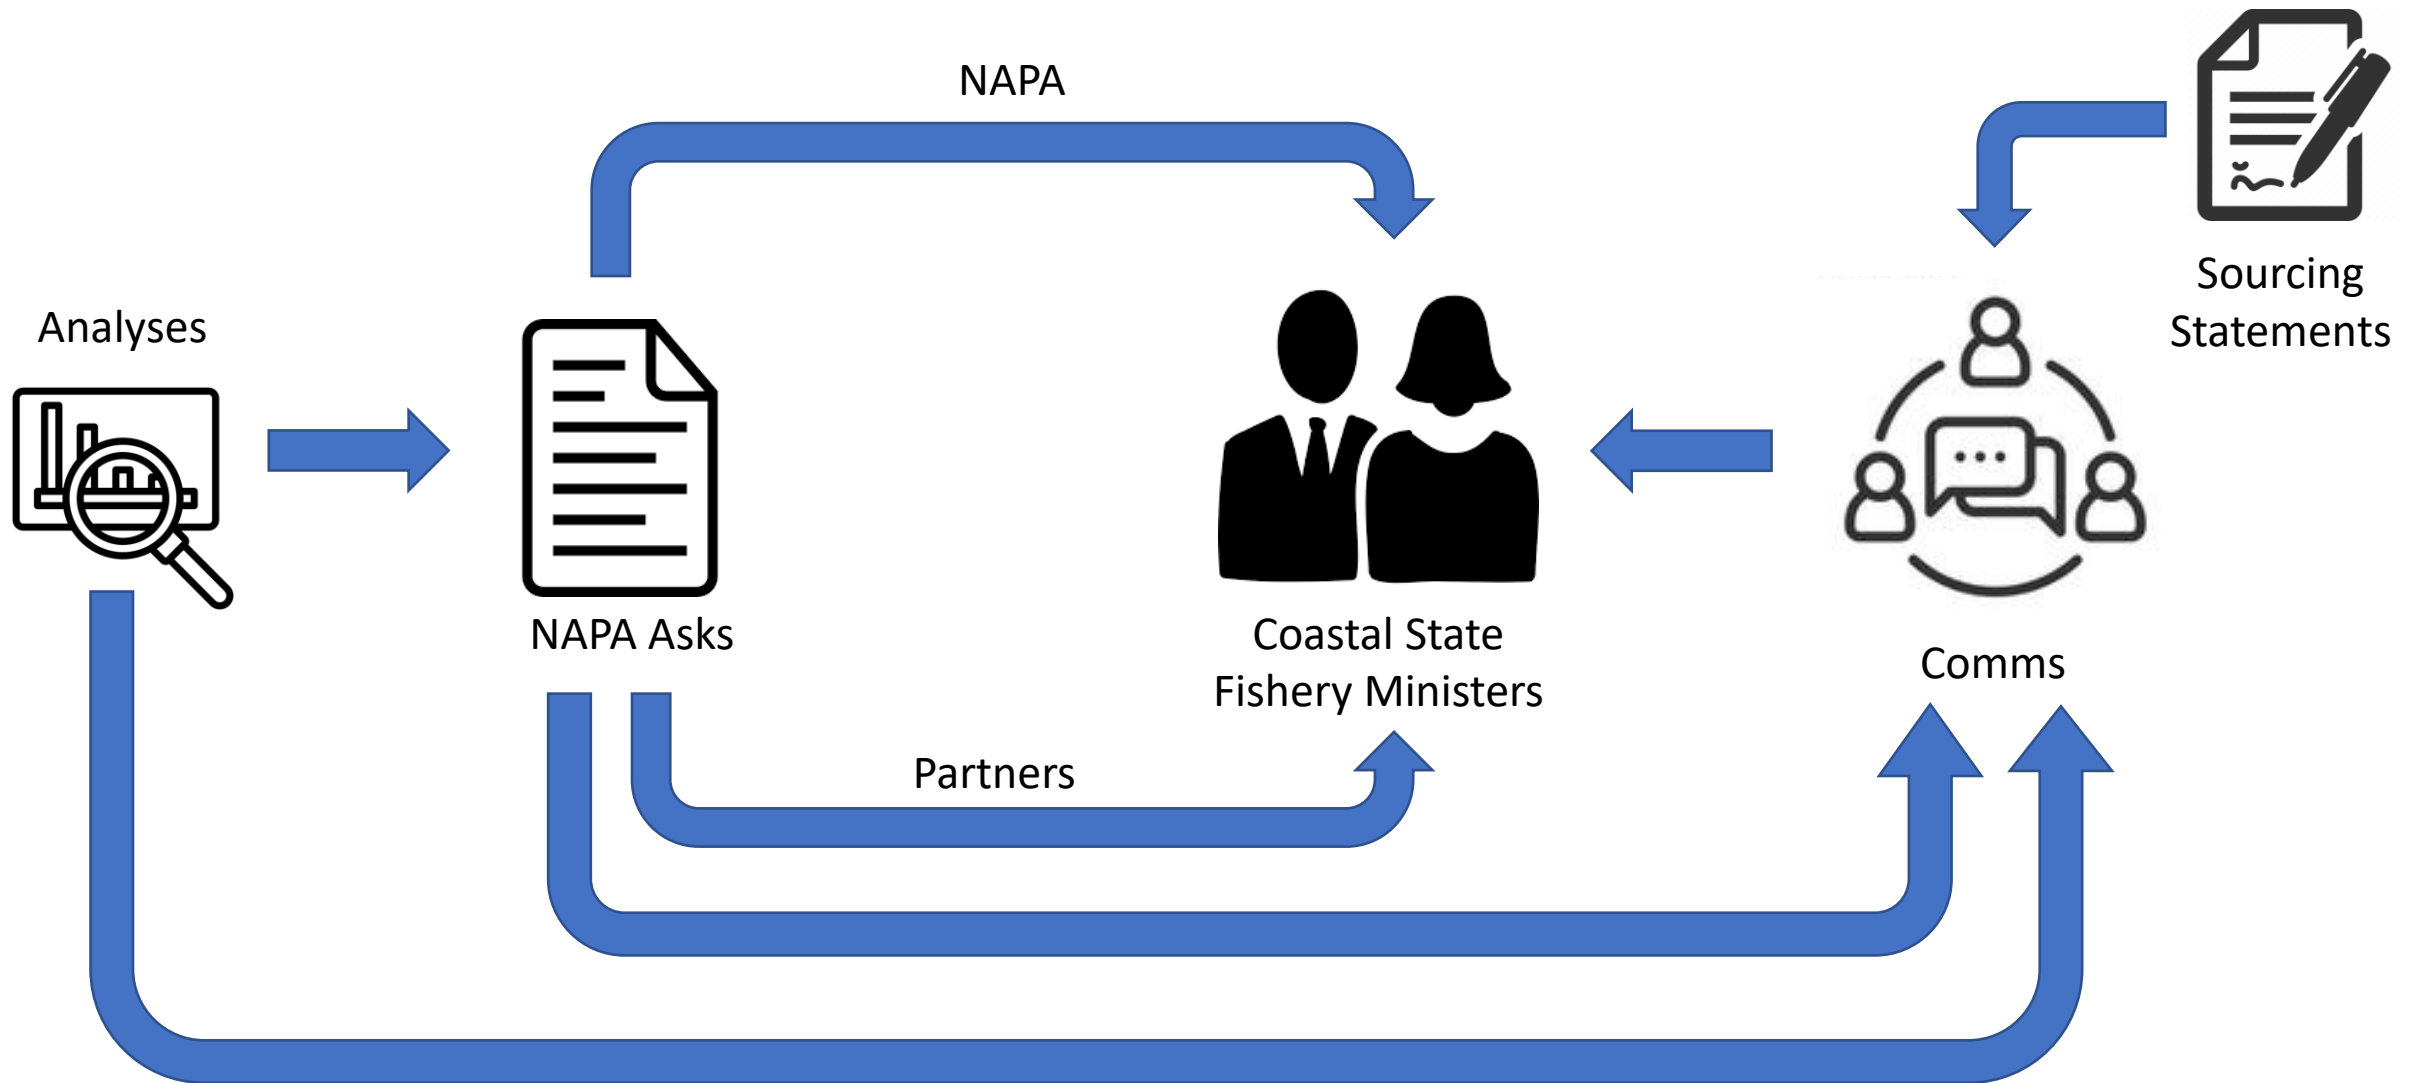 NAPA
Sourcing
Statements
Analyses
NAPA Asks
Coastal State
Fishery Ministers
Comms
Partners